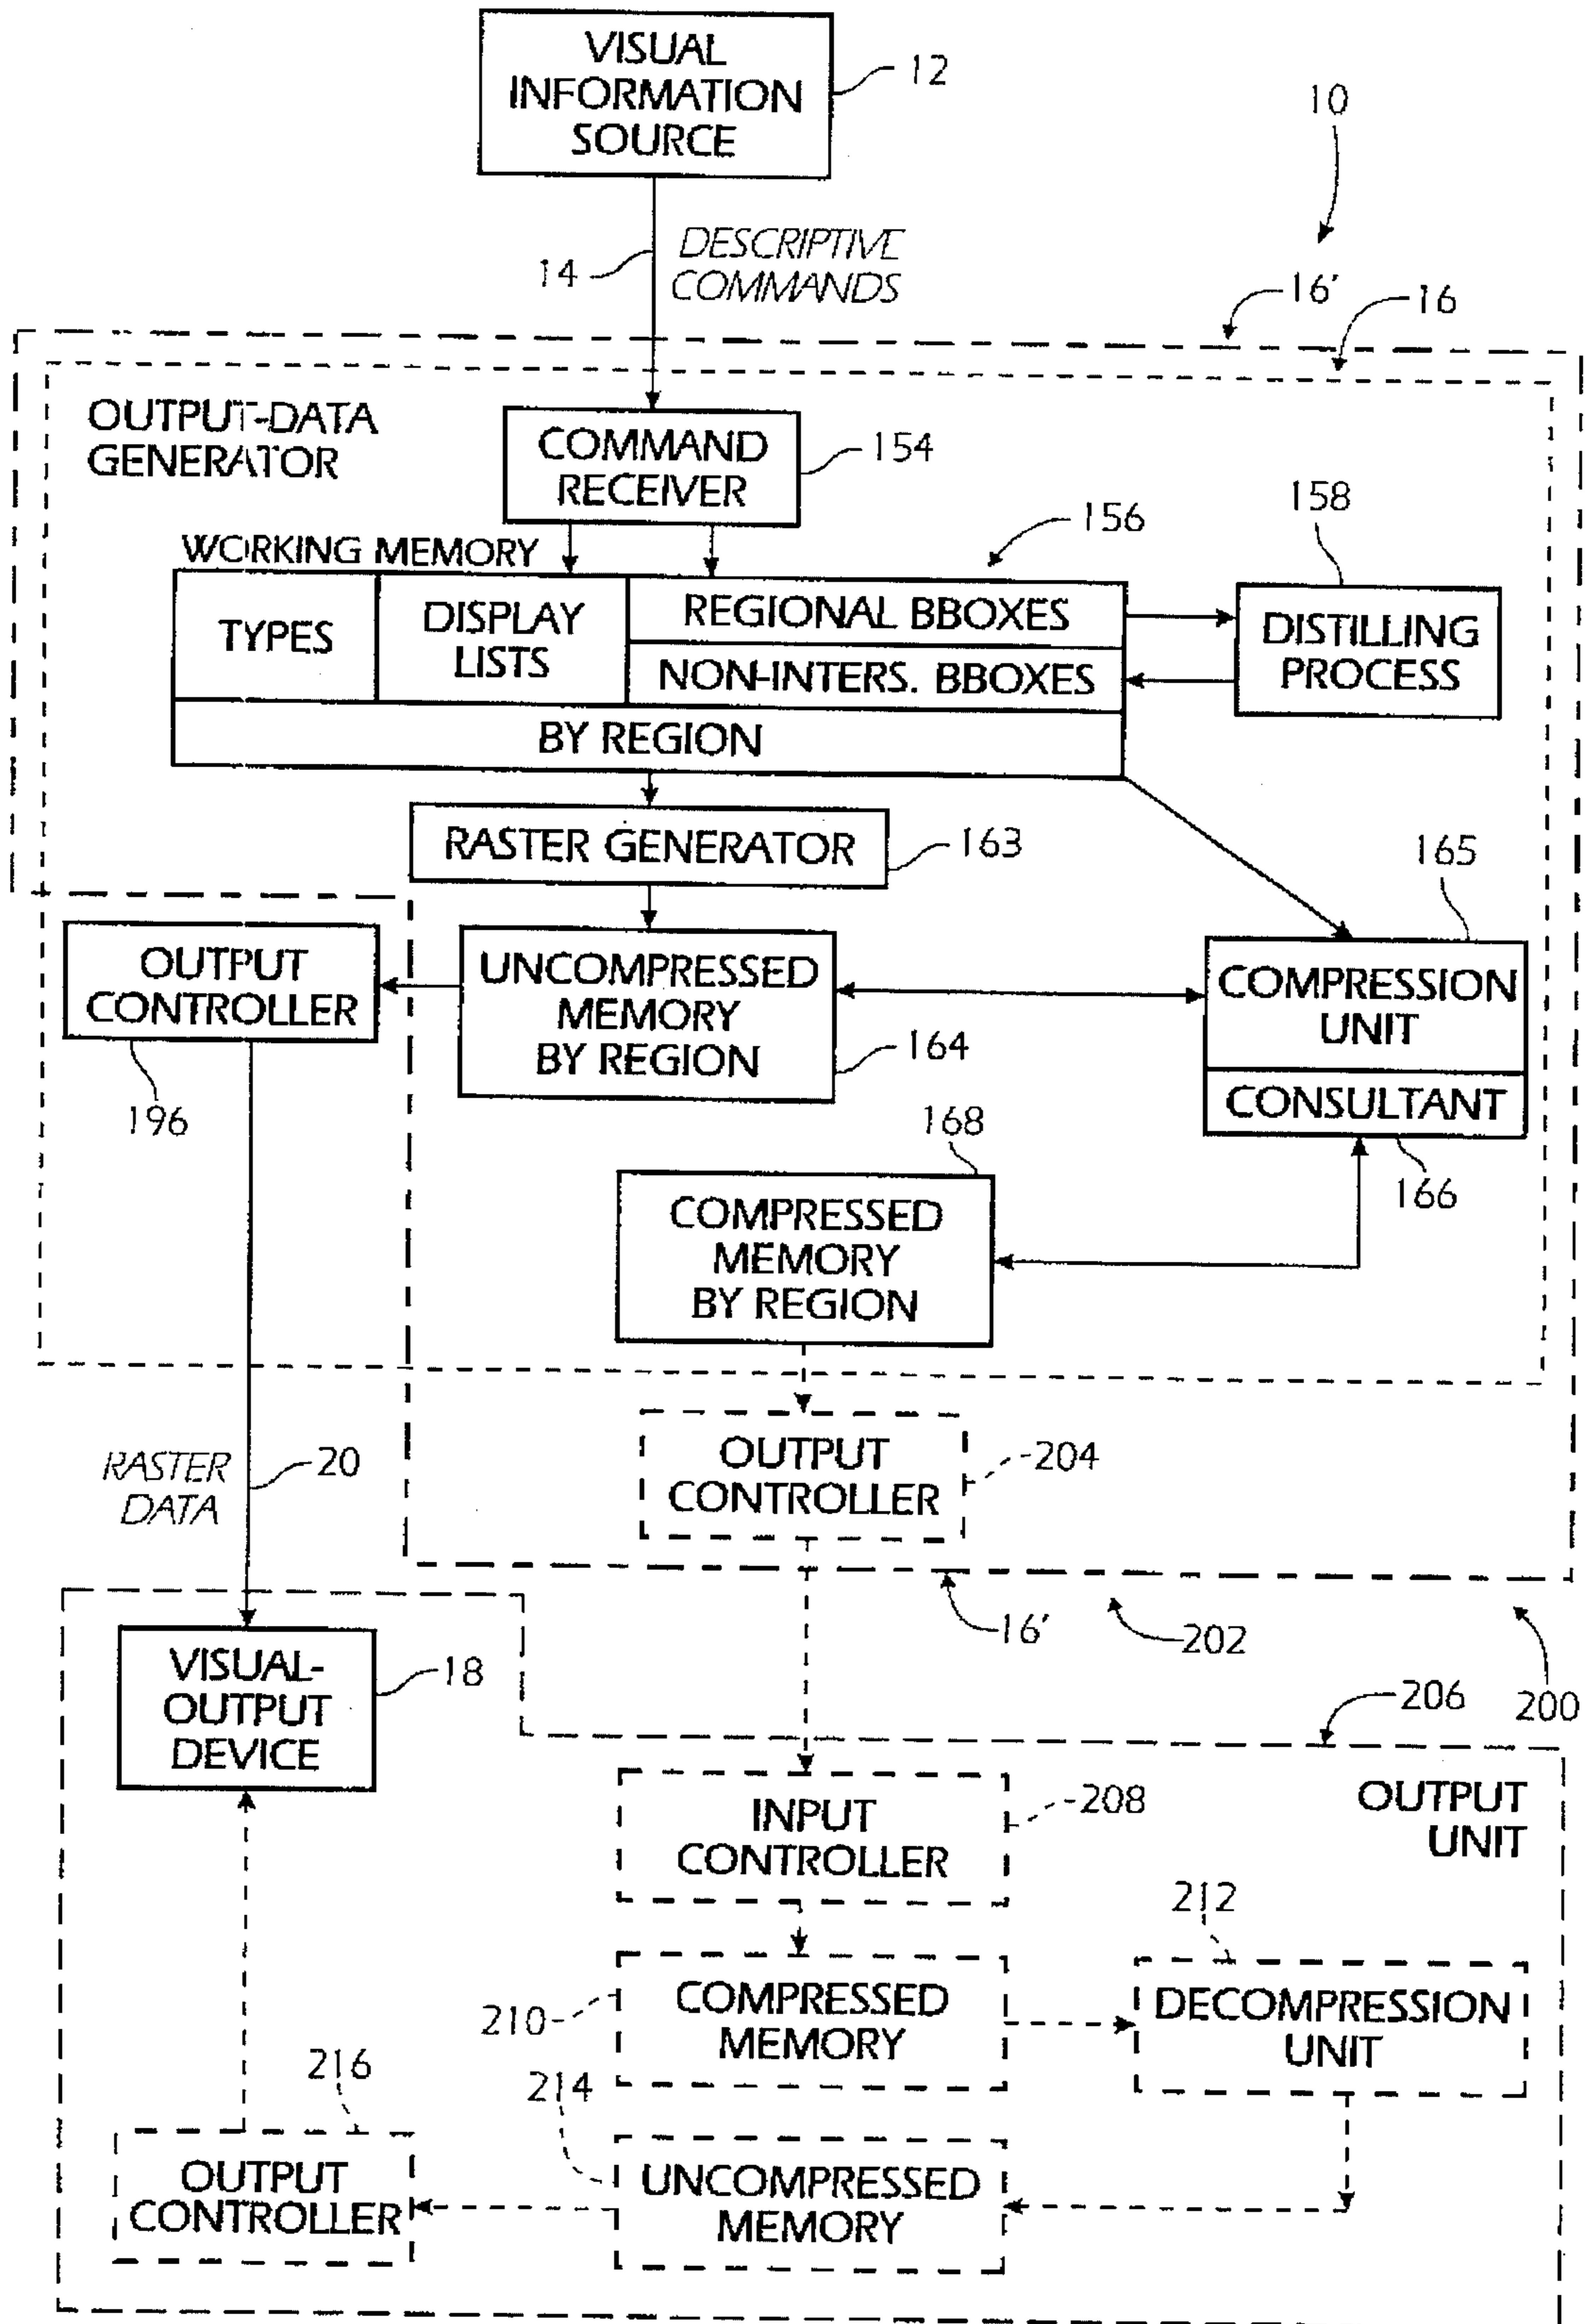 VISUAL
INFORMATION
SOURCE
12
10
14
DESCRIPTIVE
COMMANDS
16'
16
OUTPUT-DATA
GENERATOR
COMMAND
RECEIVER
154
156
158
WORKING MEMORY
TYPES
DISPLAY
LISTS
REGIONAL BBOXES
NON-INTERS. BBOXES
BY REGION
DISTILLING
PROCESS
RASTER GENERATOR
163
165
OUTPUT
CONTROLLER
196
UNCOMPRESSED
MEMORY
BY REGION
164
COMPRESSION
UNIT
CONSULTANT
166
168
COMPRESSED
MEMORY
BY REGION
OUTPUT
CONTROLLER
204
RASTER
DATA
20
16'
202
200
VISUAL-
OUTPUT
DEVICE
18
206
OUTPUT
UNIT
INPUT
CONTROLLER
208
212
210
COMPRESSED
MEMORY
DECOMPRESSION
UNIT
216
214
OUTPUT
CONTROLLER
UNCOMPRESSED
MEMORY